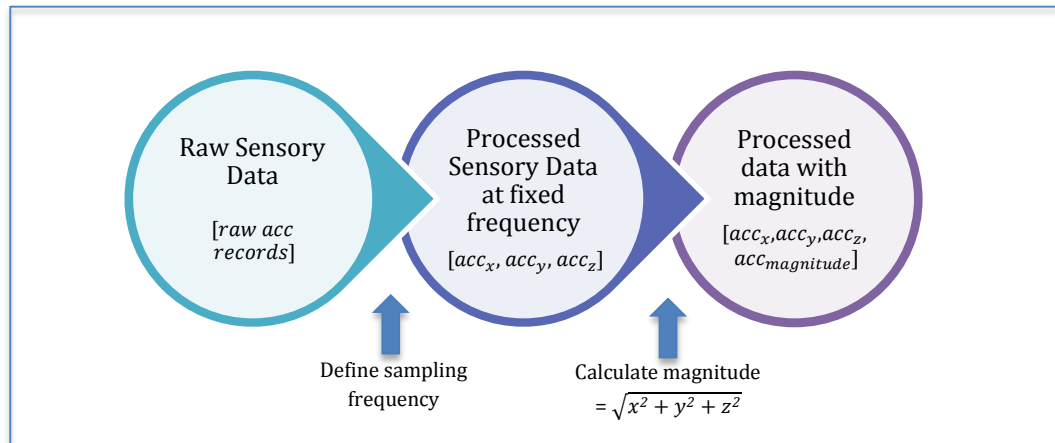 Raw Sensory
Data
[raw acc
records]
Processed
Sensory Data
at fixed
frequency
[acc_x, acc_y, acc_z]
Processed
data with
magnitude
[acc_x,acc_y,acc_z,
acc_magnitude]
Define sampling
frequency
Calculate magnitude
= √(x² + y² + z²)